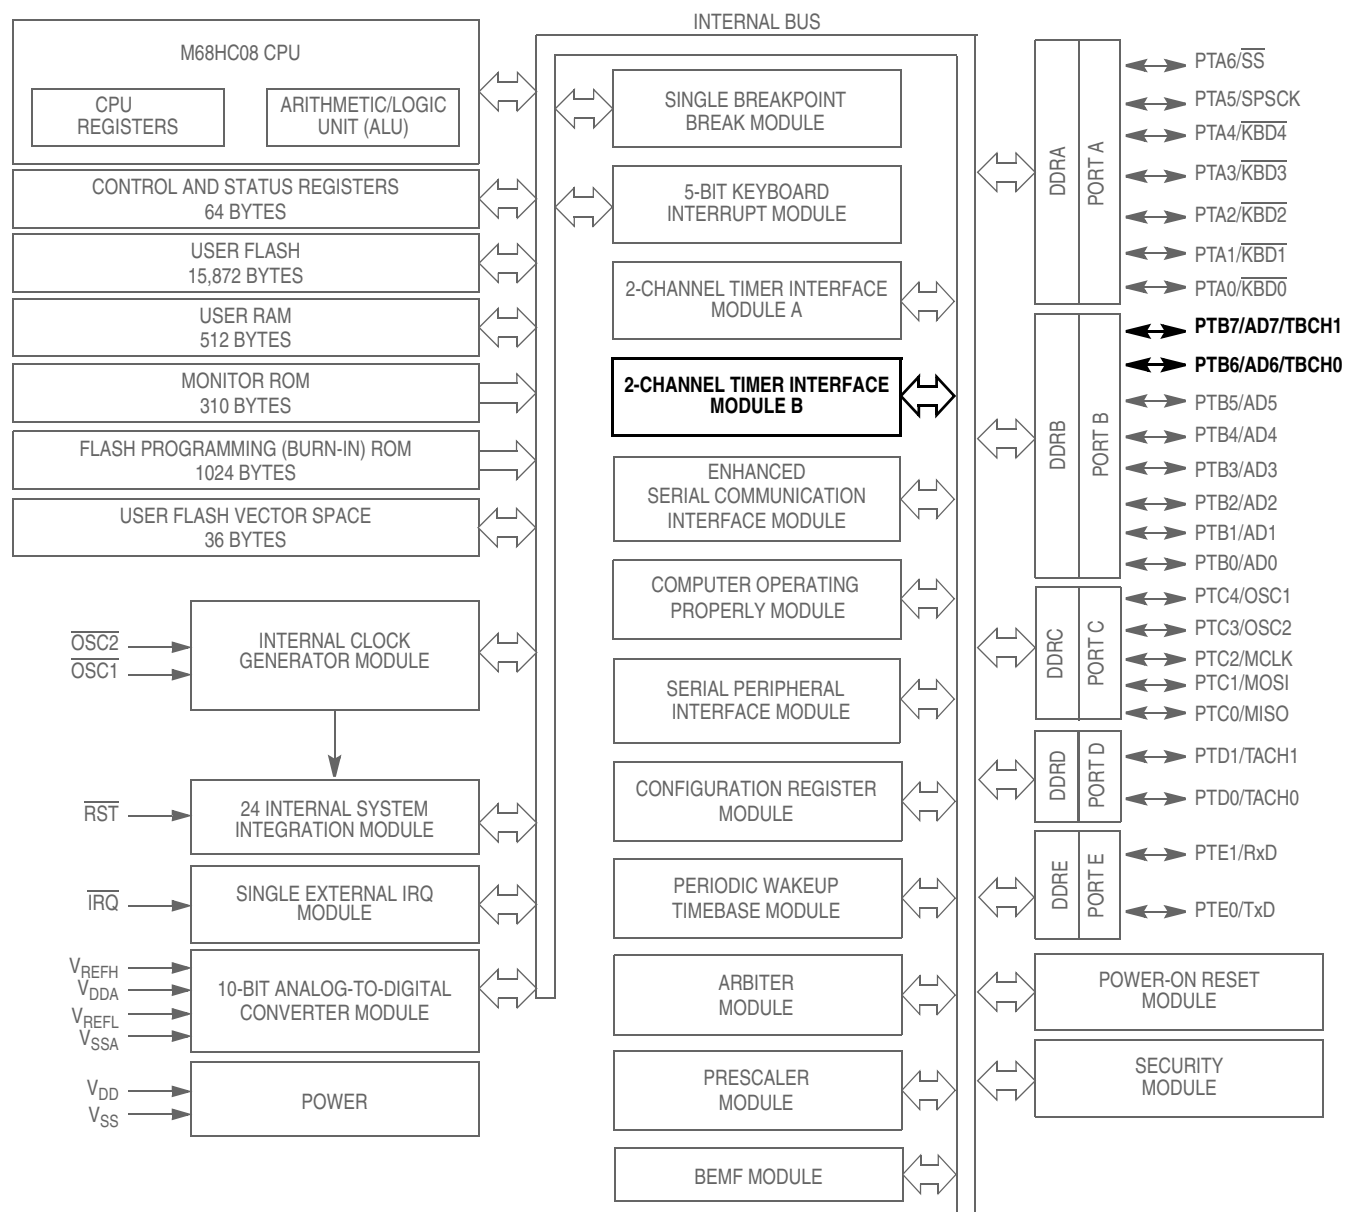 INTERNAL BUS
M68HC08 CPU
CPU
REGISTERS
ARITHMETIC/LOGIC
UNIT (ALU)
CONTROL AND STATUS REGISTERS
64 BYTES
USER FLASH
15,872 BYTES
USER RAM
512 BYTES
MONITOR ROM
310 BYTES
FLASH PROGRAMMING (BURN-IN) ROM
1024 BYTES
USER FLASH VECTOR SPACE
36 BYTES
OSC2
OSC1
INTERNAL CLOCK
GENERATOR MODULE
RST
24 INTERNAL SYSTEM
INTEGRATION MODULE
IRQ
SINGLE EXTERNAL IRQ
MODULE
VREFH
VDDA
VREFL
VSSA
10-BIT ANALOG-TO-DIGITAL
CONVERTER MODULE
VDD
VSS
POWER
SINGLE BREAKPOINT
BREAK MODULE
5-BIT KEYBOARD
INTERRUPT MODULE
2-CHANNEL TIMER INTERFACE
MODULE A
2-CHANNEL TIMER INTERFACE
MODULE B
ENHANCED
SERIAL COMMUNICATION
INTERFACE MODULE
COMPUTER OPERATING
PROPERLY MODULE
SERIAL PERIPHERAL
INTERFACE MODULE
CONFIGURATION REGISTER
MODULE
PERIODIC WAKEUP
TIMEBASE MODULE
ARBITER
MODULE
PRESCALER
MODULE
BEMF MODULE
DDRA
PORT A
PTA6/SS
PTA5/SPSCK
PTA4/KBD4
PTA3/KBD3
PTA2/KBD2
PTA1/KBD1
PTA0/KBD0
DDRB
PORT B
PTB7/AD7/TBCH1
PTB6/AD6/TBCH0
PTB5/AD5
PTB4/AD4
PTB3/AD3
PTB2/AD2
PTB1/AD1
PTB0/AD0
DDRC
PORT C
PTC4/OSC1
PTC3/OSC2
PTC2/MCLK
PTC1/MOSI
PTC0/MISO
DDRD
PORT D
PTD1/TACH1
PTD0/TACH0
DDRE
PORT E
PTE1/RxD
PTE0/TxD
POWER-ON RESET
MODULE
SECURITY
MODULE